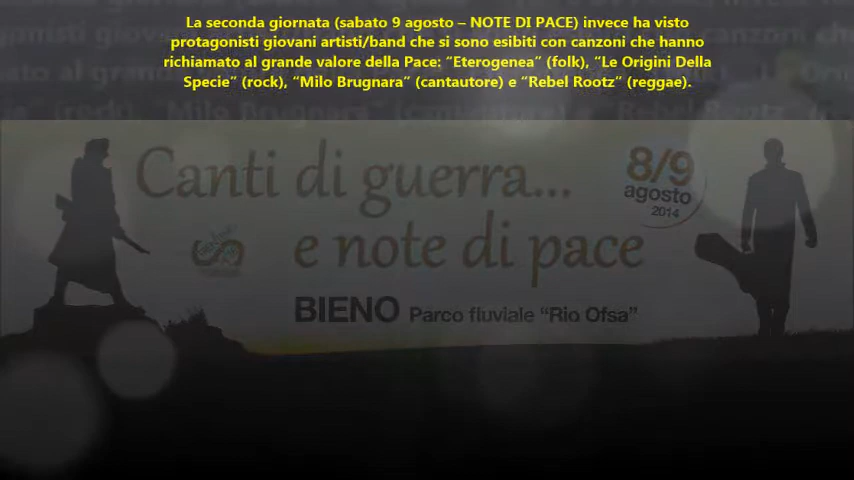 La seconda giornata (sabato 9 agosto – NOTE DI PACE) invece ha visto
protagonisti giovani artisti/band che si sono esibiti con canzoni che hanno
richiamato al grande valore della Pace: “Eterogenea” (folk), “Le Origini Della
Specie” (rock), “Milo Brugnara” (cantautore) e “Rebel Rootz” (reggae).
Canti di guerra...
e note di pace
8/9
agosto
2014
BIENO Parco fluviale “Rio Ofsa”